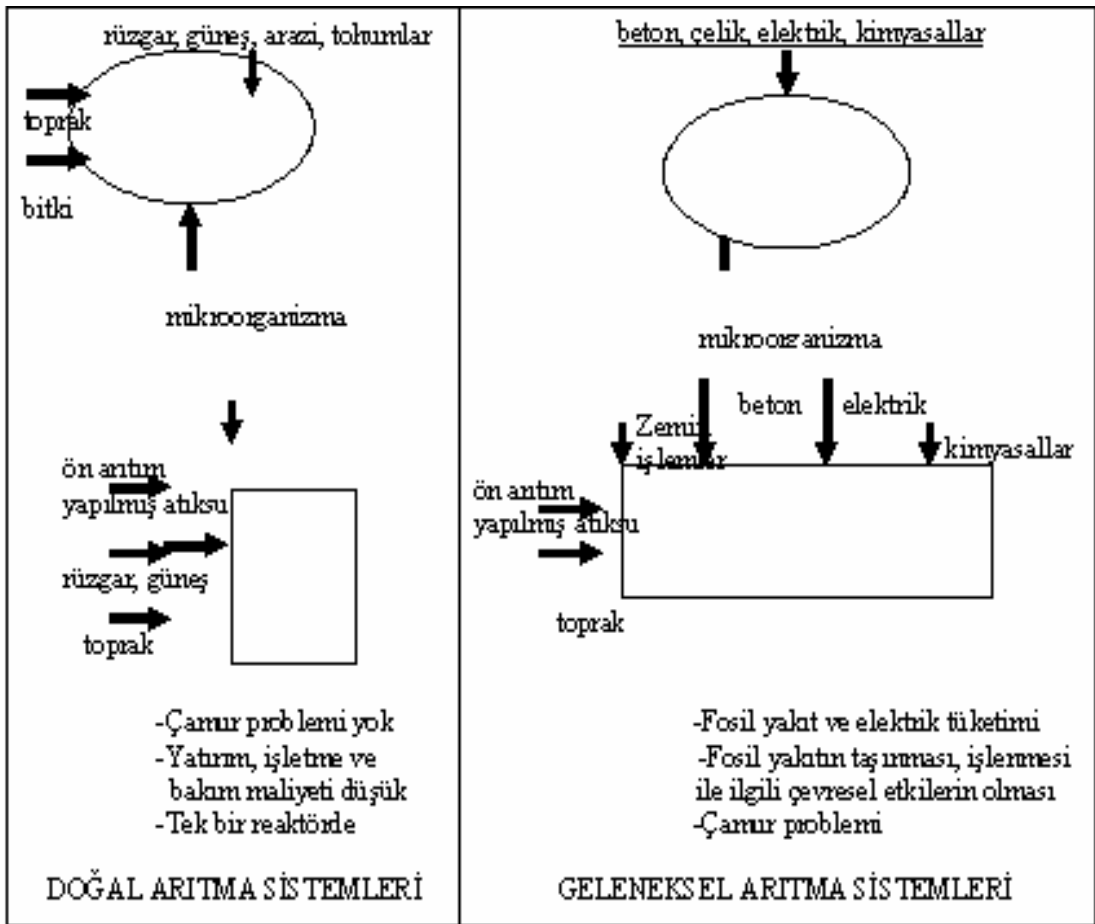 rüzgar, güneş, arazi, tohumlar
toprak
bitki
mikroorganizma
ön arıtım
yapılmış atıksu
rüzgar, güneş
toprak
-Çamur problemi yok
-Yatırım, işletme ve
bakım maliyeti düşük
-Tek bir reaktörde
DOĞAL ARITMA SİSTEMLERİ
beton, çelik, elektrik, kimyasallar
mikroorganizma
beton
elektrik
Zemin
işlemler
kimyasallar
ön arıtım
yapılmış atıksu
toprak
-Fosil yakıt ve elektrik tüketimi
-Fosil yakıtın taşınması, işlenmesi
ile ilgili çevresel etkilerin olması
-Çamur problemi
GELENEKSEL ARITMA SİSTEMLERİ